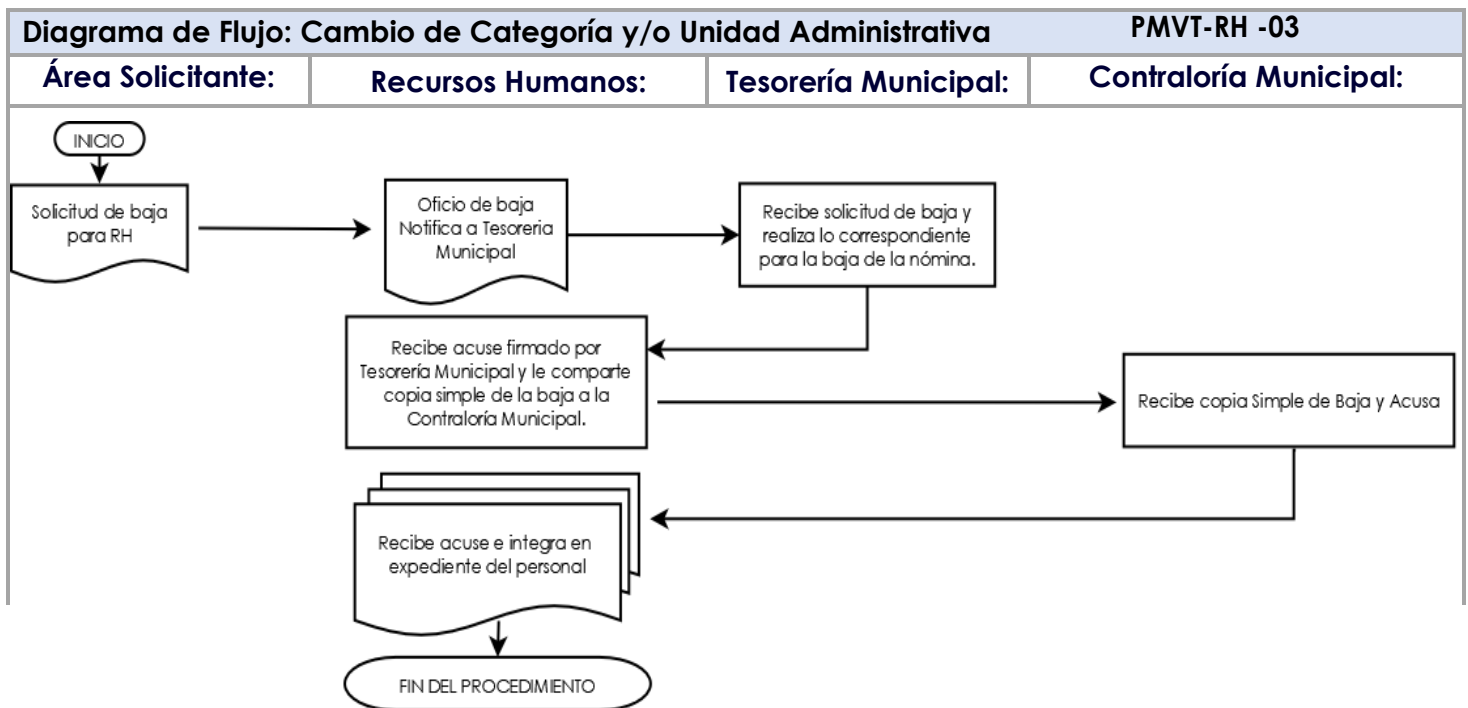 Diagrama de Flujo: Cambio de Categoría y/o Unidad Administrativa
PMVT-RH -03
Área Solicitante:
Recursos Humanos:
Tesorería Municipal:
Contraloría Municipal:
INICIO
Solicitud de baja
para RH
Oficio de baja
Notifica a Tesoreria
Municipal
Recibe solicitud de baja y
realiza lo correspondiente
para la baja de la nómina.
Recibe acuse firmado por
Tesorería Municipal y le comparte
copia simple de la baja a la
Contraloría Municipal.
Recibe copia Simple de Baja y Acusa
Recibe acuse e integra en
expediente del personal
FIN DEL PROCEDIMIENTO